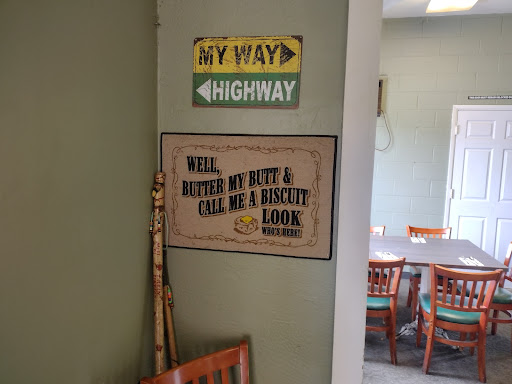 MY WAY
HIGHWAY
WELL,
BUTTER MY BUTT &
CALL ME A BISCUIT
LOOK
WHO'S HERE!